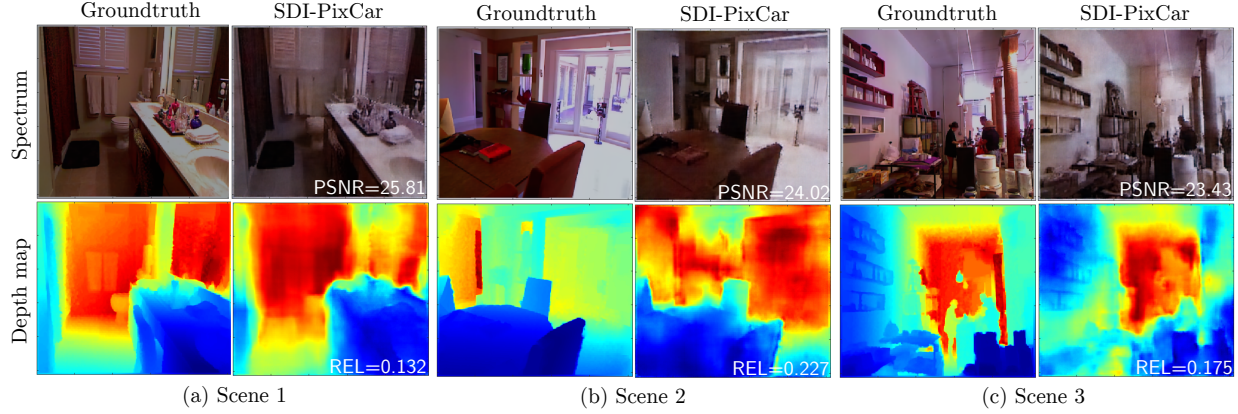 Groundtruth SDI-PixCar Groundtruth SDI-PixCar Groundtruth SDI-PixCar
Spectrum
PSNR=25.81 PSNR=24.02 PSNR=23.43
Depth map
REL=0.132 REL=0.227 REL=0.175
(a) Scene 1 (b) Scene 2 (c) Scene 3